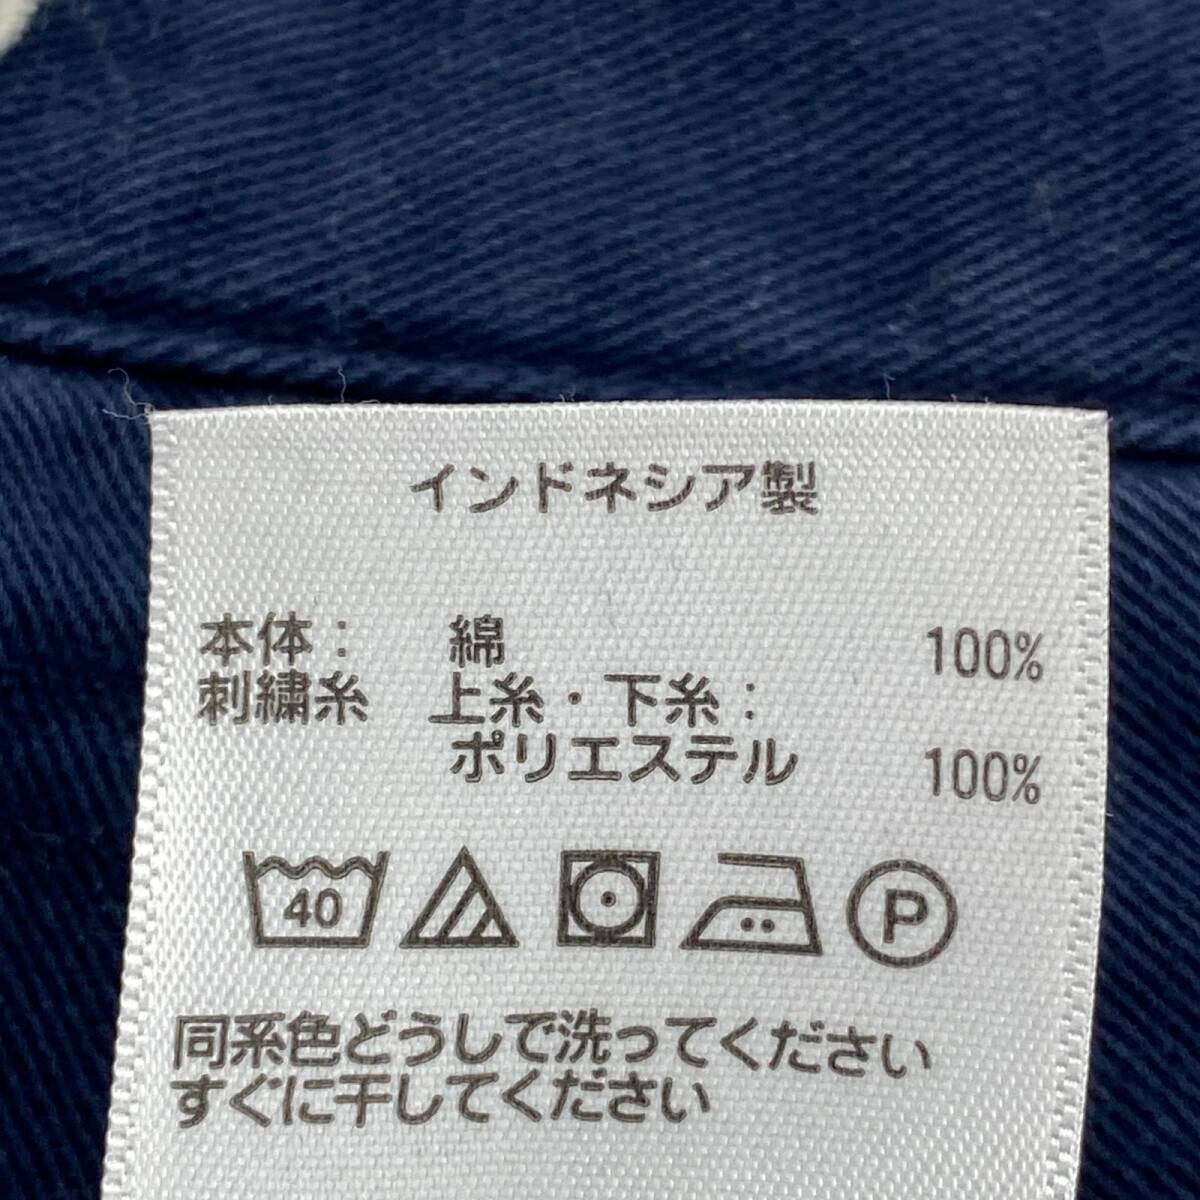 インドネシア製
本体: 綿 100%
刺繍糸 上糸・下糸:
ポリエステル 100%
40 P
同系色どうしで洗ってください
すぐに干してください